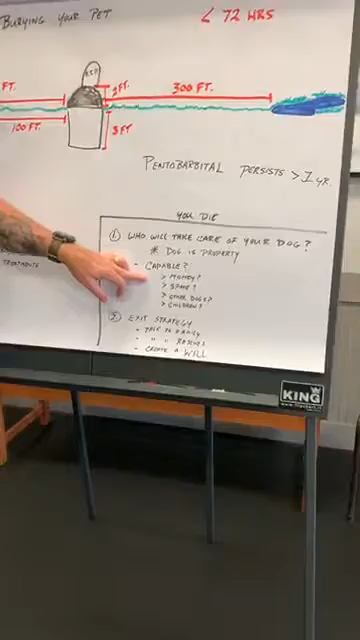 BURYING YOUR PET
< 72 HRS
FT.
R.I.P
2 FT.
300 FT.
100 FT.
3 FT
PENTOBARBITAL PERSISTS > 1 YR.
YOU DIE
① WHO WILL TAKE CARE OF YOUR DOG?
* DOG IS PROPERTY
- CAPABLE?
> MONEY?
> SPACE?
> OTHER DOGS?
> CHILDREN?
TREATMENTS
② EXIT STRATEGY
- TALK TO FAMILY
- " " RESCUES
- CREATE A WILL
KING